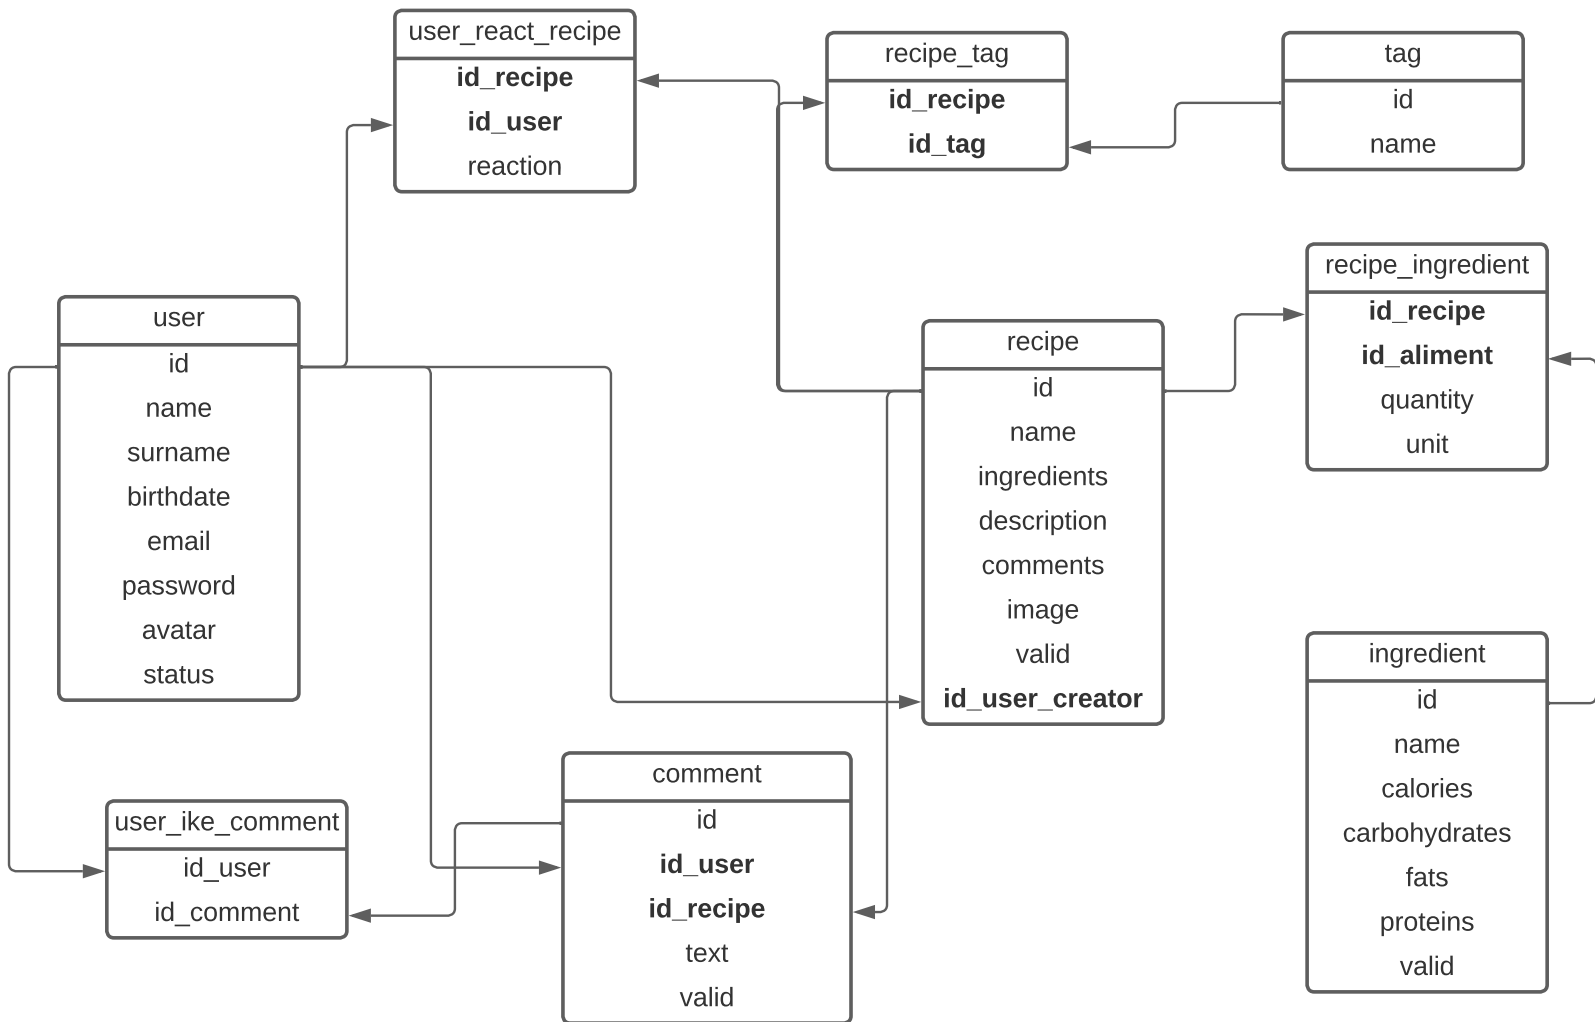 user_react_recipe
id_recipe
id_user
reaction
recipe_tag
id_recipe
id_tag
tag
id
name
recipe_ingredient
id_recipe
id_aliment
quantity
unit
user
id
name
surname
birthdate
email
password
avatar
status
recipe
id
name
ingredients
description
comments
image
valid
id_user_creator
ingredient
id
name
calories
carbohydrates
fats
proteins
valid
comment
id
id_user
id_recipe
text
valid
user_ike_comment
id_user
id_comment